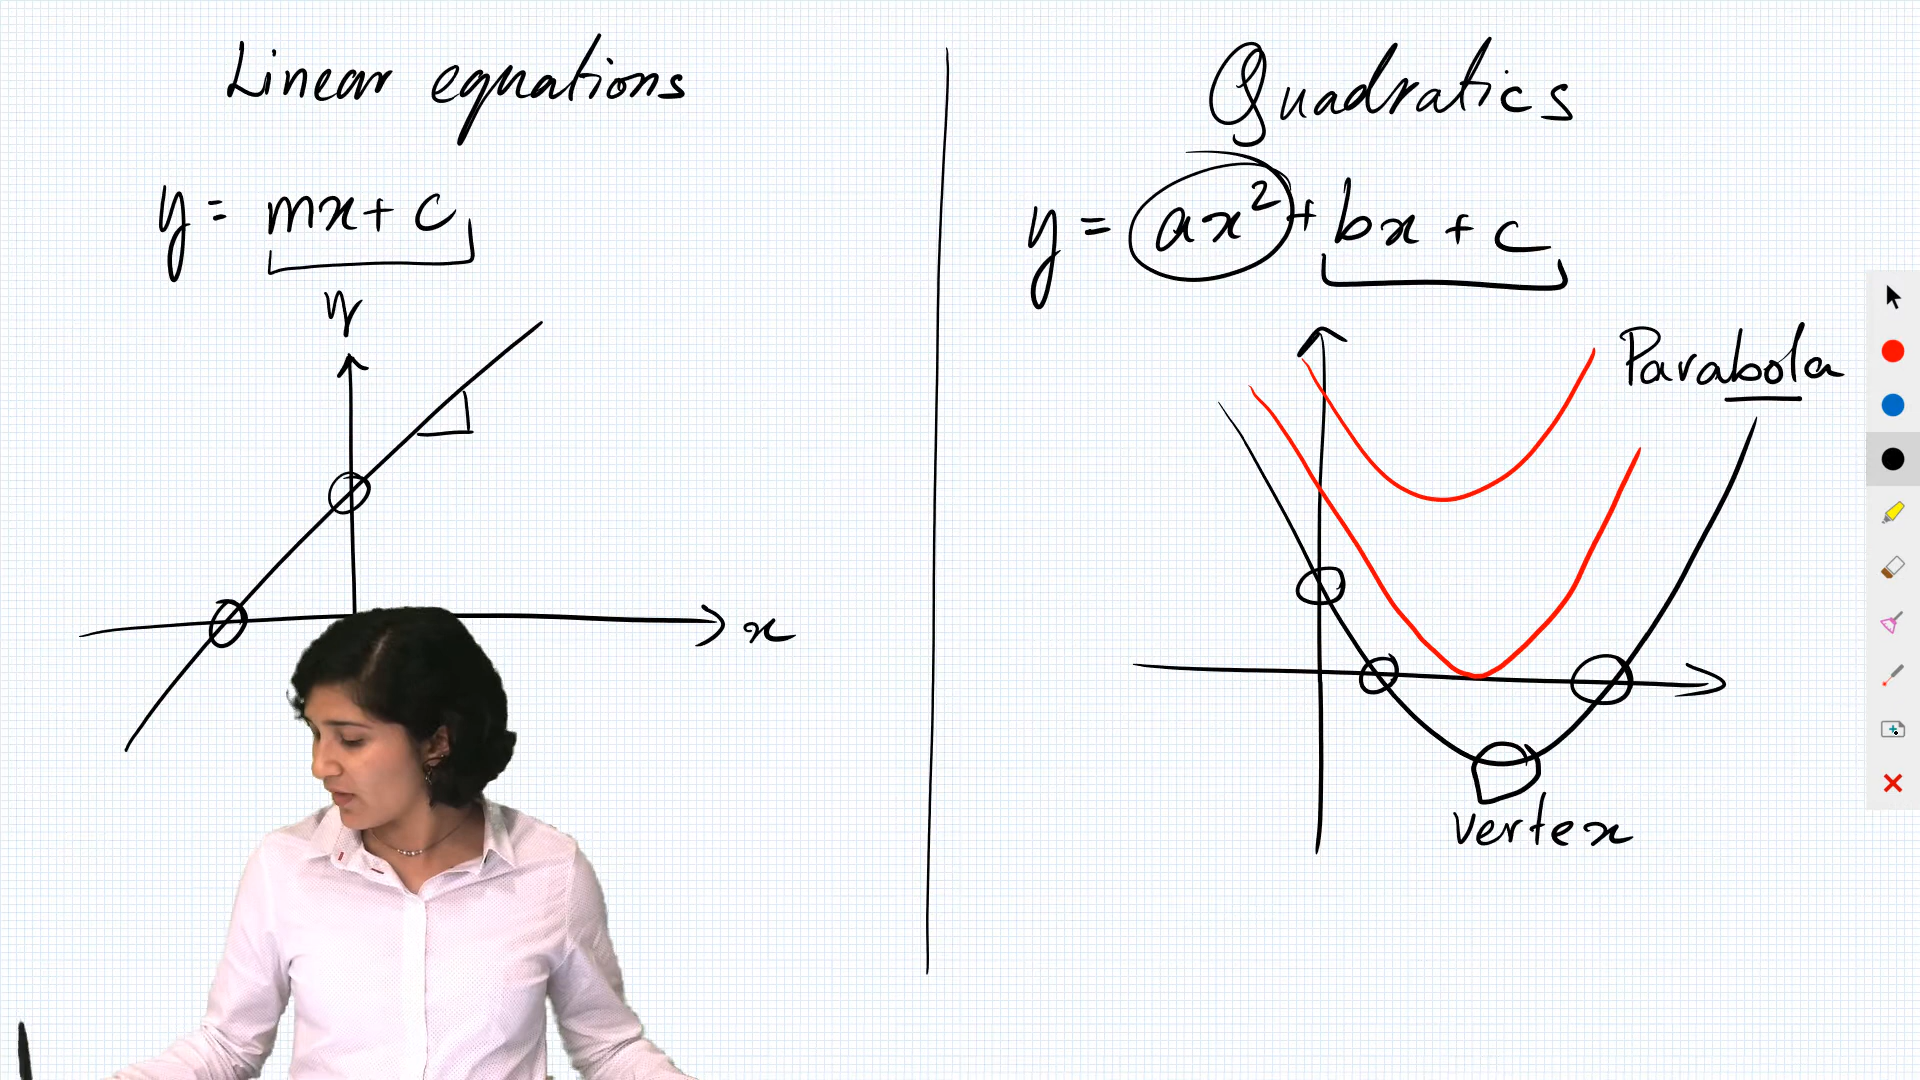 Linear equations
y = mx + c
y
x
Quadratics
y = ax² + bx + c
Parabola
vertex